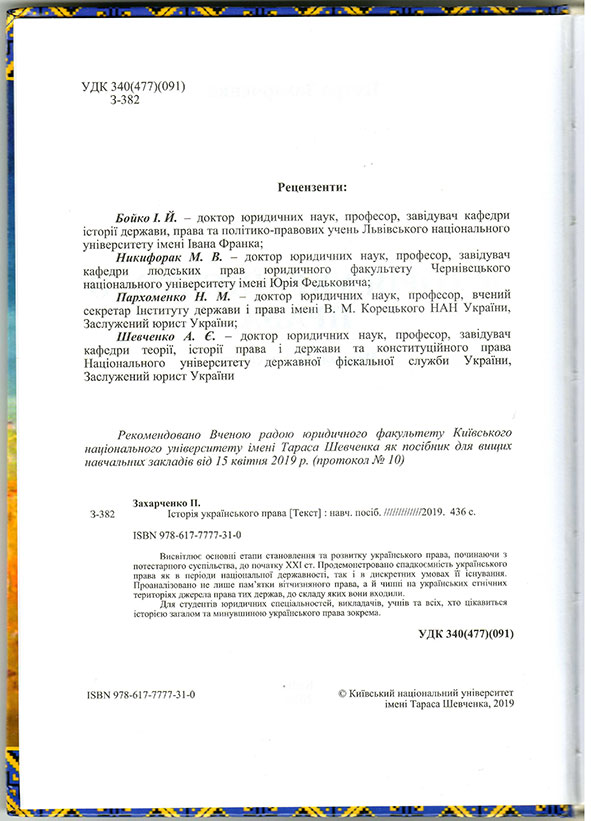 УДК 340(477)(091)
З-382
Рецензенти:
Бойко І. Й. – доктор юридичних наук, професор, завідувач кафедри
історії держави, права та політико-правових учень Львівського національного
університету імені Івана Франка;
Никифорак М. В. – доктор юридичних наук, професор, завідувач
кафедри людських прав юридичного факультету Чернівецького
національного університету імені Юрія Федьковича;
Пархоменко Н. М. – доктор юридичних наук, професор, вчений
секретар Інституту держави і права імені В. М. Корецького НАН України,
Заслужений юрист України;
Шевченко А. Є. – доктор юридичних наук, професор, завідувач
кафедри теорії, історії права і держави та конституційного права
Національного університету державної фіскальної служби України,
Заслужений юрист України
Рекомендовано Вченою радою юридичного факультету Київського
національного університету імені Тараса Шевченка як посібник для вищих
навчальних закладів від 15 квітня 2019 р. (протокол № 10)
Захарченко П.
З-382 Історія українського права [Текст] : навч. посіб. /////////////2019. 436 с.
ISBN 978-617-7777-31-0
Висвітлює основні етапи становлення та розвитку українського права, починаючи з
потестарного суспільства, до початку ХХІ ст. Продемонстровано спадкоємність українського
права як в періоди національної державності, так і в дискретних умовах її існування.
Проаналізовано не лише пам’ятки вітчизняного права, а й чинні на українських етнічних
територіях джерела права тих держав, до складу яких вони входили.
Для студентів юридичних спеціальностей, викладачів, учнів та всіх, хто цікавиться
історією загалом та минувшиною українського права зокрема.
УДК 340(477)(091)
ISBN 978-617-7777-31-0
© Київський національний університет
імені Тараса Шевченка, 2019